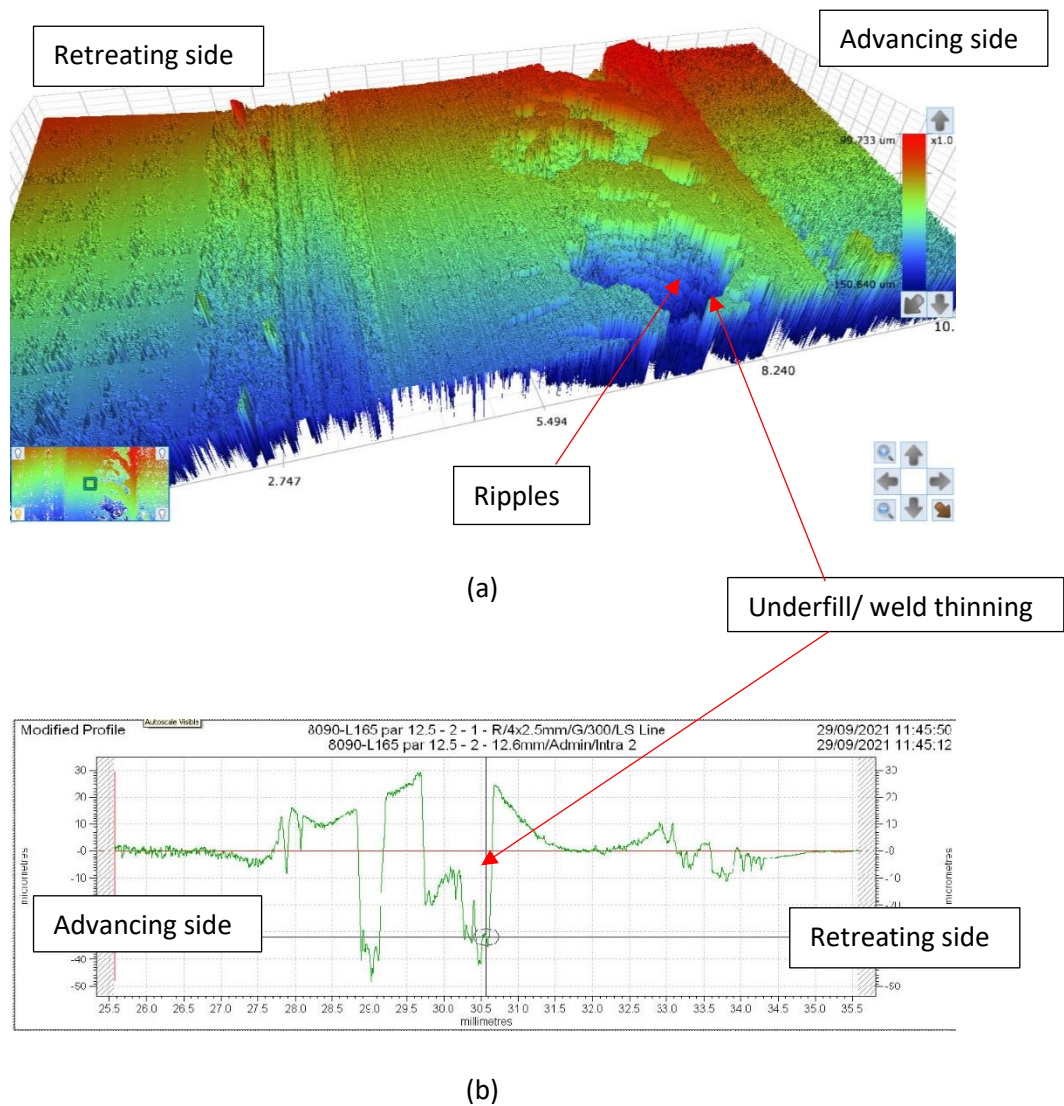 Retreating side
Advancing side
99.733 um
x1.0
150.640 um
10.
8.240
5.494
2.747
Ripples
(a)
Underfill/ weld thinning
Modified Profile
Autoscale Visible
8090-L165 par 12.5 - 2 - 1 - R/4x2.5mm/G/300/LS Line
29/09/2021 11:45:50
8090-L165 par 12.5 - 2 - 12.6mm/Admin/Intra 2
29/09/2021 11:45:12
30
20
10
-0
-10
-40
-50
micrometres
30
20
10
-0
-10
-20
-50
micrometres
Advancing side
Retreating side
25.5 26.0 26.5 27.0 27.5 28.0 28.5 29.0 29.5 30.0 30.5 31.0 31.5 32.0 32.5 33.0 33.5 34.0 34.5 35.0 35.5
millimetres
(b)